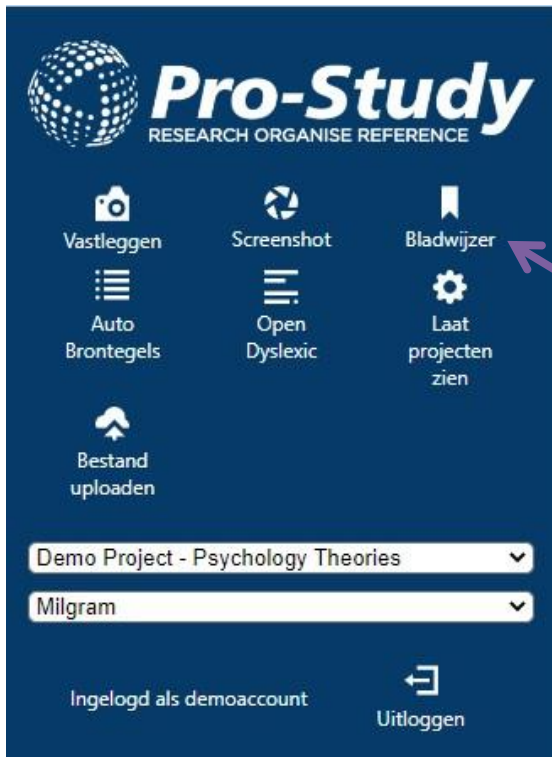 Pro-Study
RESEARCH ORGANISE REFERENCE
Vastleggen
Screenshot
Bladwijzer
Auto
Brontegels
Open
Dyslexic
Laat
projecten
zien
Bestand
uploaden
Demo Project - Psychology Theories
Milgram
Ingelogd als demoaccount
Uitloggen